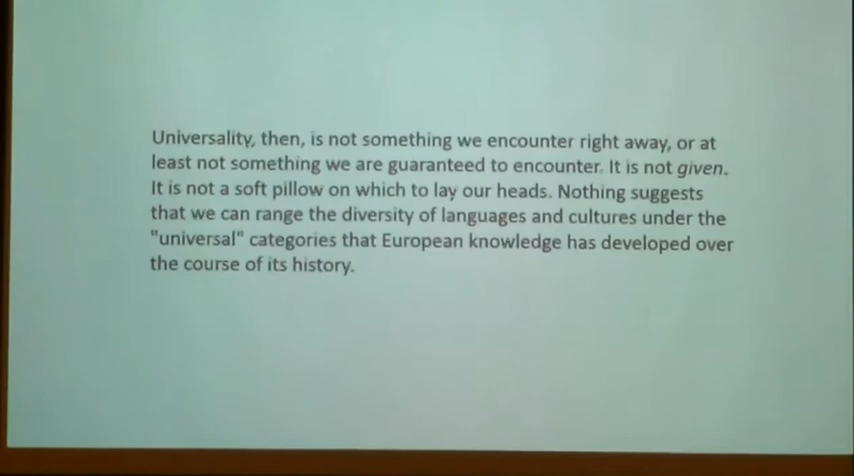 Universality, then, is not something we encounter right away, or at
least not something we are guaranteed to encounter. It is not given.
It is not a soft pillow on which to lay our heads. Nothing suggests
that we can range the diversity of languages and cultures under the
"universal" categories that European knowledge has developed over
the course of its history.